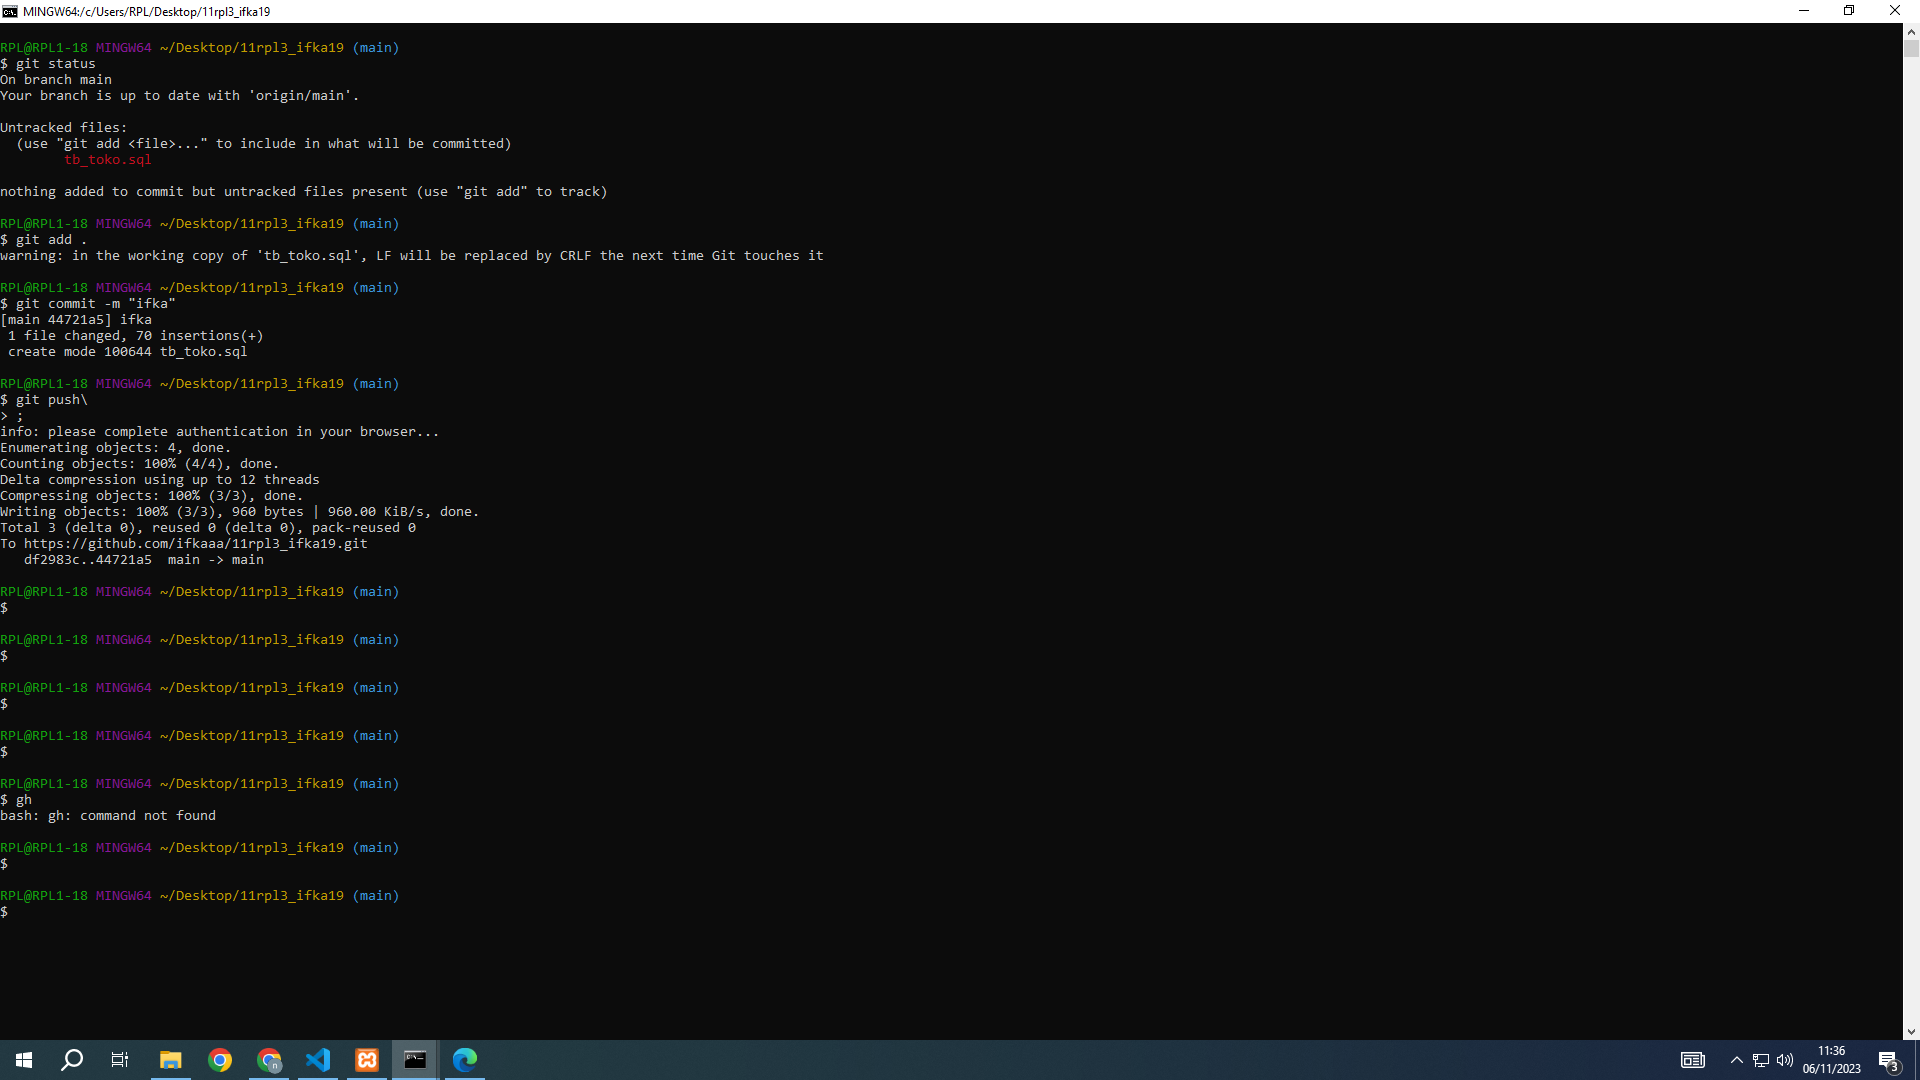 MINGW64:/c/Users/RPL/Desktop/11rpl3_ifka19
RPL@RPL1-18 MINGW64 ~/Desktop/11rpl3_ifka19 (main)
$ git status
On branch main
Your branch is up to date with 'origin/main'.
Untracked files:
  (use "git add <file>..." to include in what will be committed)
        tb_toko.sql
nothing added to commit but untracked files present (use "git add" to track)
RPL@RPL1-18 MINGW64 ~/Desktop/11rpl3_ifka19 (main)
$ git add .
warning: in the working copy of 'tb_toko.sql', LF will be replaced by CRLF the next time Git touches it
RPL@RPL1-18 MINGW64 ~/Desktop/11rpl3_ifka19 (main)
$ git commit -m "ifka"
[main 44721a5] ifka
 1 file changed, 70 insertions(+)
 create mode 100644 tb_toko.sql
RPL@RPL1-18 MINGW64 ~/Desktop/11rpl3_ifka19 (main)
$ git push\
> ;
info: please complete authentication in your browser...
Enumerating objects: 4, done.
Counting objects: 100% (4/4), done.
Delta compression using up to 12 threads
Compressing objects: 100% (3/3), done.
Writing objects: 100% (3/3), 960 bytes | 960.00 KiB/s, done.
Total 3 (delta 0), reused 0 (delta 0), pack-reused 0
To https://github.com/ifkaaa/11rpl3_ifka19.git
   df2983c..44721a5  main -> main
RPL@RPL1-18 MINGW64 ~/Desktop/11rpl3_ifka19 (main)
$
RPL@RPL1-18 MINGW64 ~/Desktop/11rpl3_ifka19 (main)
$
RPL@RPL1-18 MINGW64 ~/Desktop/11rpl3_ifka19 (main)
$
RPL@RPL1-18 MINGW64 ~/Desktop/11rpl3_ifka19 (main)
$
RPL@RPL1-18 MINGW64 ~/Desktop/11rpl3_ifka19 (main)
$ gh
bash: gh: command not found
RPL@RPL1-18 MINGW64 ~/Desktop/11rpl3_ifka19 (main)
$
RPL@RPL1-18 MINGW64 ~/Desktop/11rpl3_ifka19 (main)
$
n
11:36
06/11/2023
3